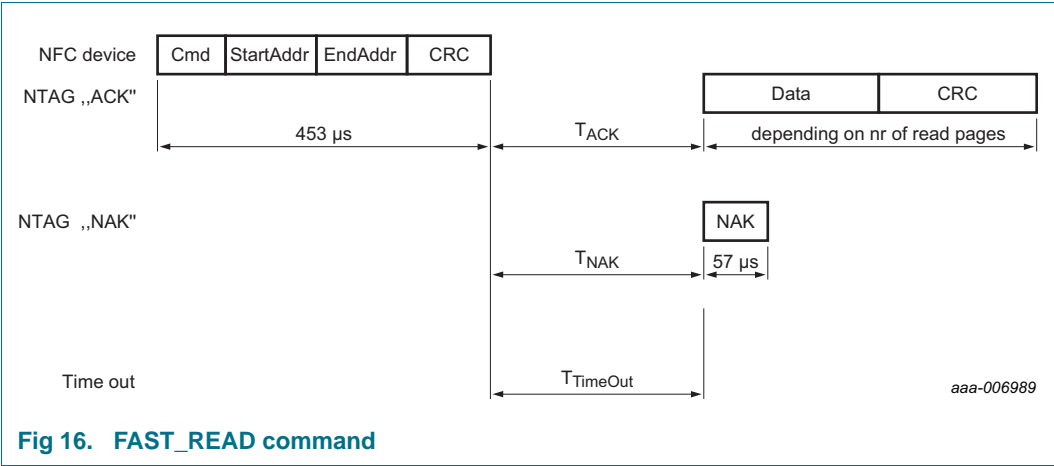 NFC device Cmd StartAddr EndAddr CRC
NTAG ,,ACK" Data CRC
453 µs TACK depending on nr of read pages
NTAG ,,NAK" NAK
TNAK 57 µs
Time out TTimeOut aaa-006989
Fig 16. FAST_READ command